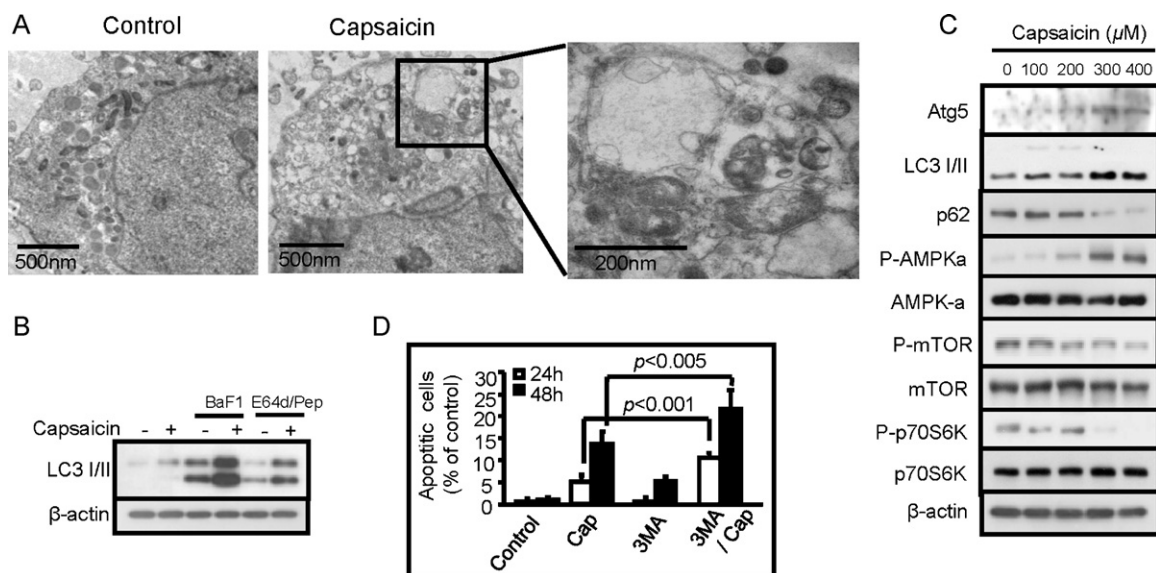 A
Control
Capsaicin
500nm
500nm
200nm
B
BaF1 E64d/Pep
Capsaicin - + - + - +
LC3 I/II
β-actin
D
Apoptitic cells
(% of control)
30
25
20
15
10
5
0
24h
48h
p<0.005
p<0.001
Control
Cap
3MA
3MA
/ Cap
C
Capsaicin (µM)
0 100 200 300 400
Atg5
LC3 I/II
p62
P-AMPKa
AMPK-a
P-mTOR
mTOR
P-p70S6K
p70S6K
β-actin